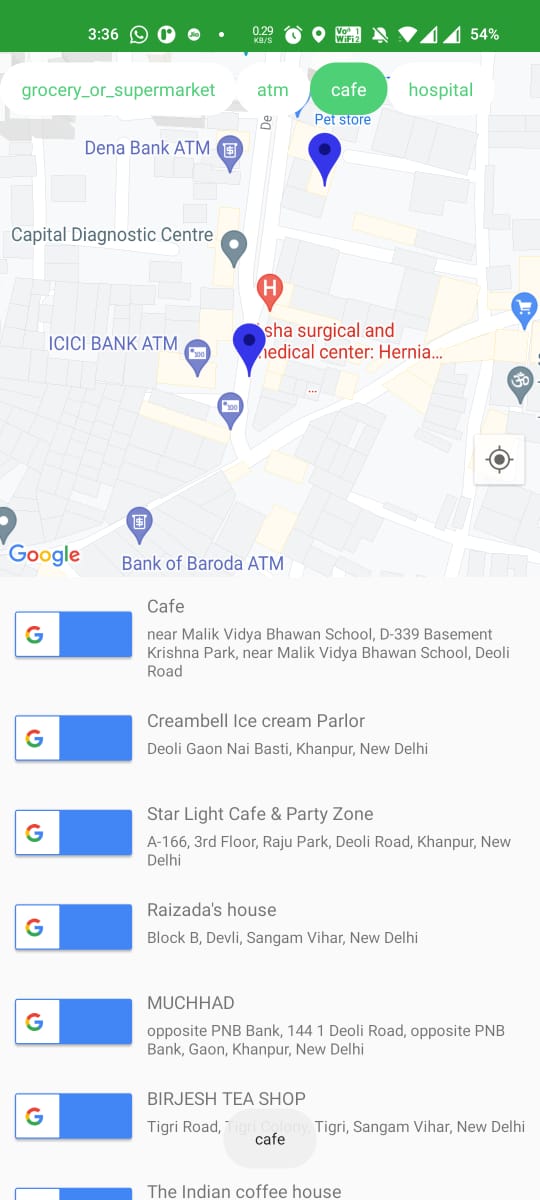 3:36 0.29 KB/S Vo° 1 WiFi2 54%
grocery_or_supermarket atm cafe hospital
De
Pet store
Dena Bank ATM
Capital Diagnostic Centre
H
sha surgical and
ICICI BANK ATM
edical center: Hernia...
...
Google
Bank of Baroda ATM
Cafe
near Malik Vidya Bhawan School, D-339 Basement
Krishna Park, near Malik Vidya Bhawan School, Deoli
Road
Creambell Ice cream Parlor
Deoli Gaon Nai Basti, Khanpur, New Delhi
Star Light Cafe & Party Zone
A-166, 3rd Floor, Raju Park, Deoli Road, Khanpur, New
Delhi
Raizada's house
Block B, Devli, Sangam Vihar, New Delhi
MUCHHAD
opposite PNB Bank, 144 1 Deoli Road, opposite PNB
Bank, Gaon, Khanpur, New Delhi
BIRJESH TEA SHOP
Tigri Road, Tigri Colony, Tigri, Sangam Vihar, New Delhi
cafe
The Indian coffee house